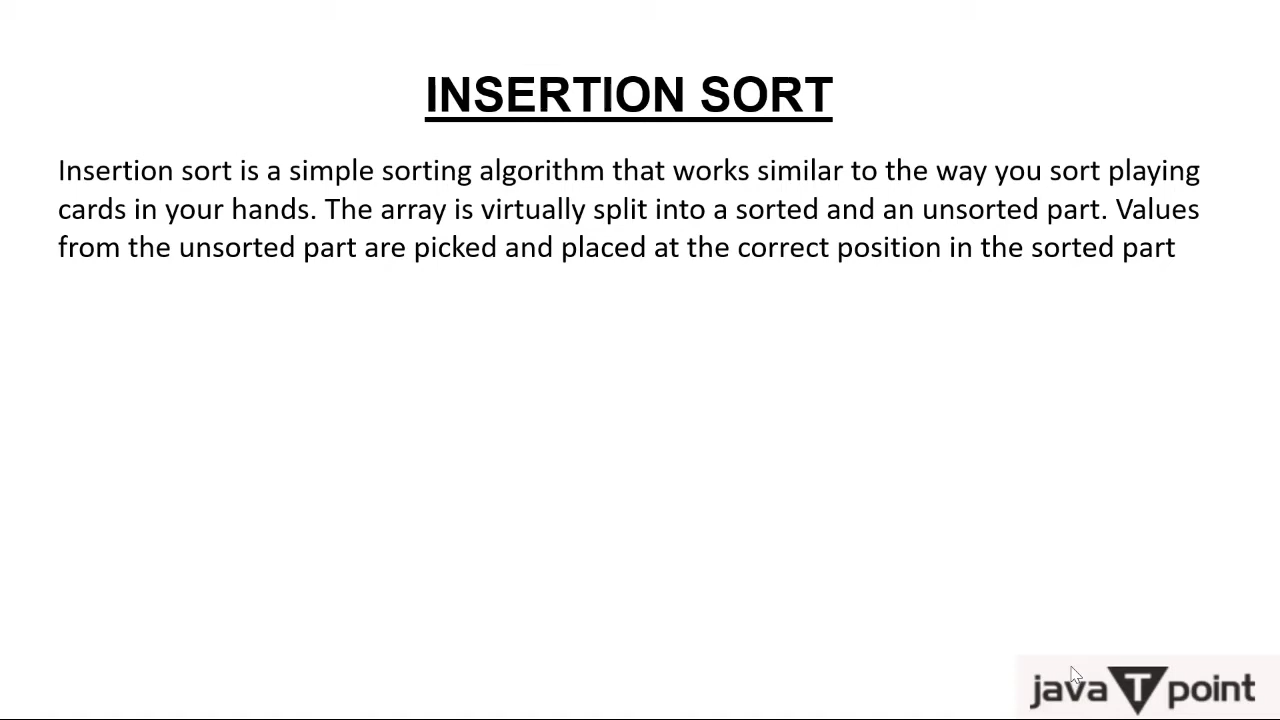 INSERTION SORT
Insertion sort is a simple sorting algorithm that works similar to the way you sort playing
cards in your hands. The array is virtually split into a sorted and an unsorted part. Values
from the unsorted part are picked and placed at the correct position in the sorted part
java T point